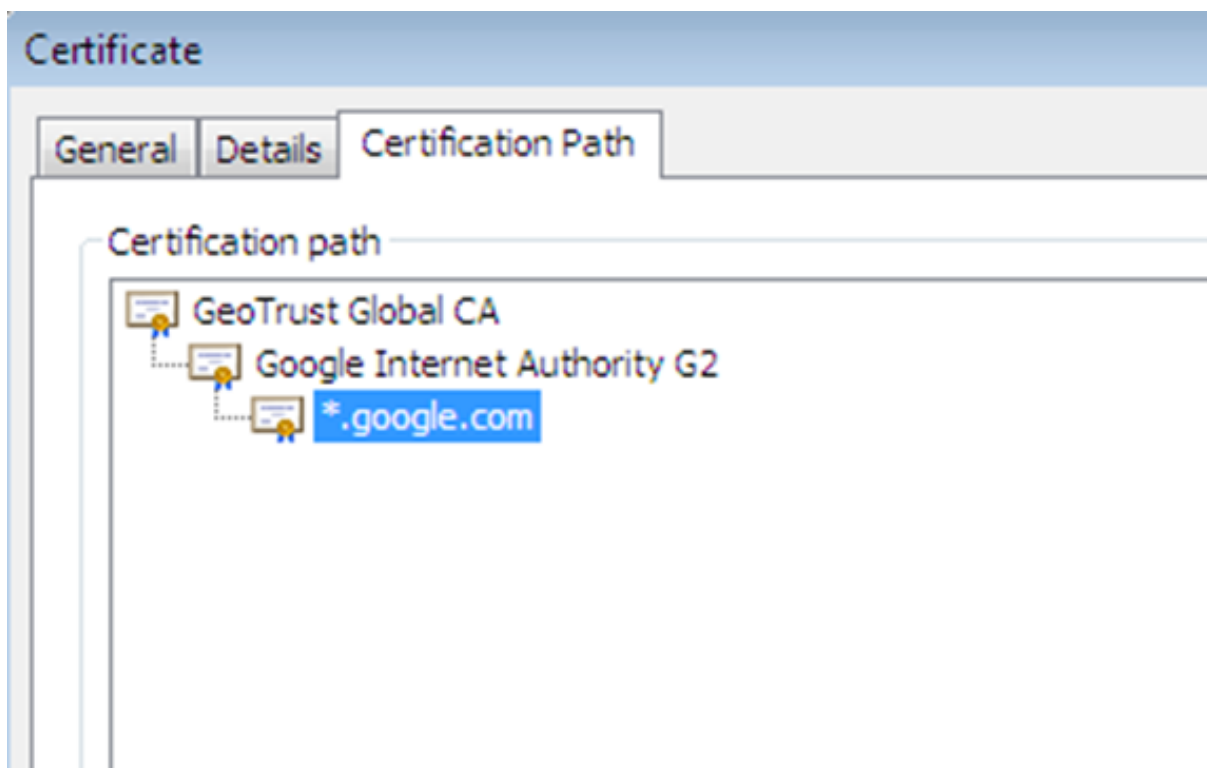 Certificate
General Details Certification Path
Certification path
GeoTrust Global CA
Google Internet Authority G2
*.google.com